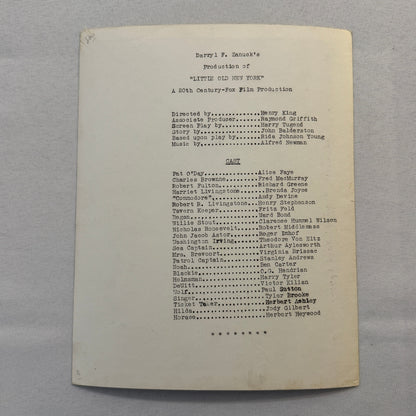 Darryl F. Zanuck's
Production of
"LITTLE OLD NEW YORK"
A 20th Century-Fox Film Production
Directed by..............Henry King
Associate Producer.......Raymond Griffith
Screen Play by...........Harry Tugend
Story by.................John Balderston
Based upon play by.......Rida Johnson Young
Music by.................Alfred Newman
CAST
Pat O'Day................Alice Faye
Charles Browne...........Fred MacMurray
Robert Fulton............Richard Greene
Harriet Livingstone......Brenda Joyce
"Commodore"..............Andy Devine
Robert R. Livingstone....Henry Stephenson
Tavern Keeper............Fritz Feld
Regan....................Ward Bond
Willie Stout.............Clarence Hummel Wilson
Nicholas Roosevelt.......Robert Middlemass
John Jacob Astor.........Roger Imhof
Washington Irving........Theodore Von Eltz
Sea Captain..............Arthur Aylesworth
Mrs. Brevoort............Virginia Brissac
Patrol Captain...........Stanley Andrews
Noah.....................Ben Carter
Blackie..................O.G. Hendrian
Helmsman.................Harry Tyler
DeWitt...................Victor Kilian
Wolf.....................Paul Sutton
Singer...................Tyler Brooke
Ticket Taker.............Herbert Ashley
Hilda....................Jody Gilbert
Horace...................Herbert Heywood
* * * * * * * *